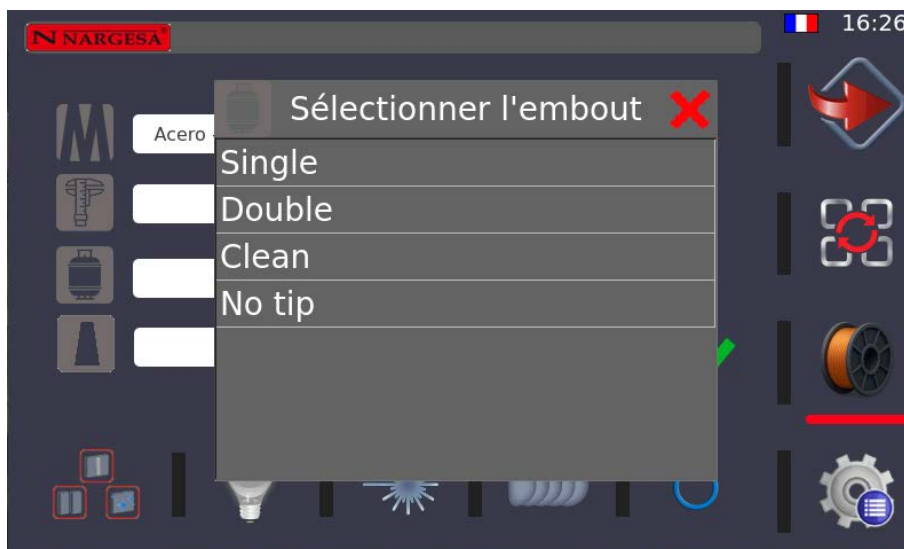 N NARGESA
16:26
Sélectionner l'embout
Acero
Single
Double
Clean
No tip